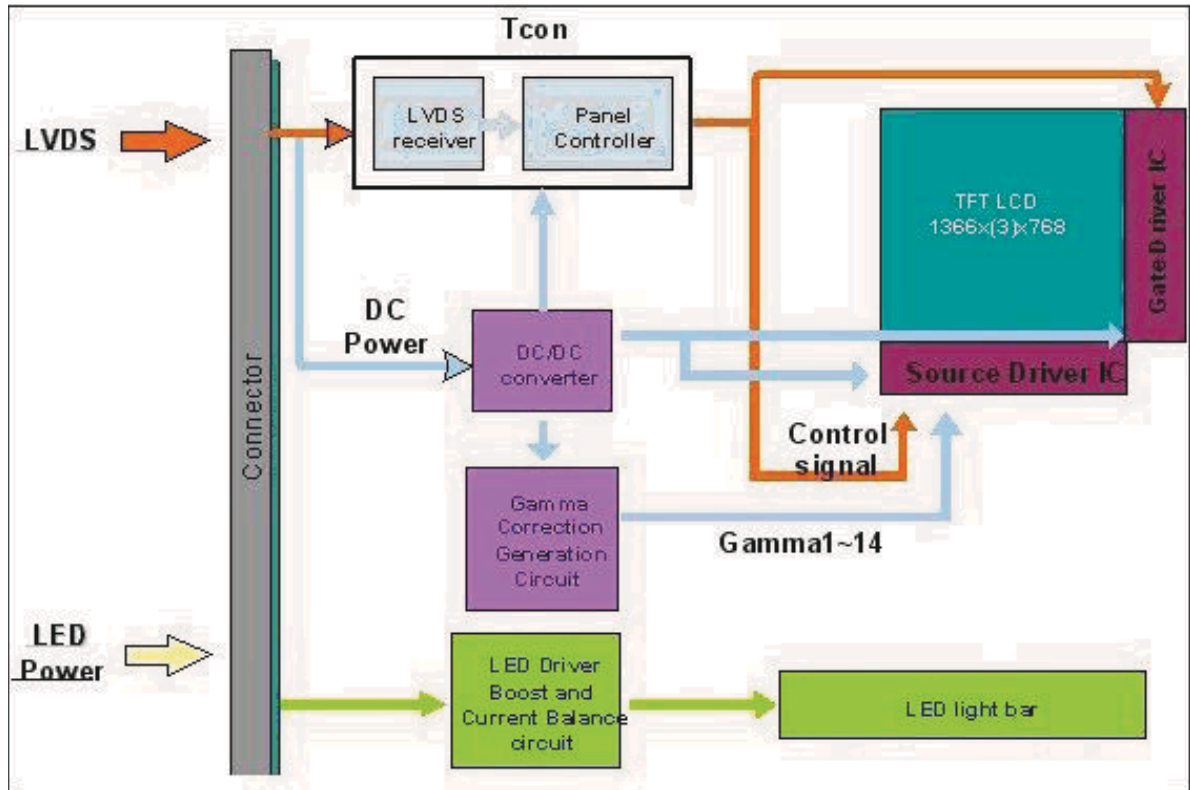 Tcon
LVDS
LVDS
receiver
Panel
Controller
TFT LCD
1366x(3)x768
Gate Driver IC
DC
Power
DC/DC
converter
Source Driver IC
Connector
Control
signal
Gamma
Correction
Generation
Circuit
Gamma1~14
LED
Power
LED Driver
Boost and
Current Balance
circuit
LED light bar